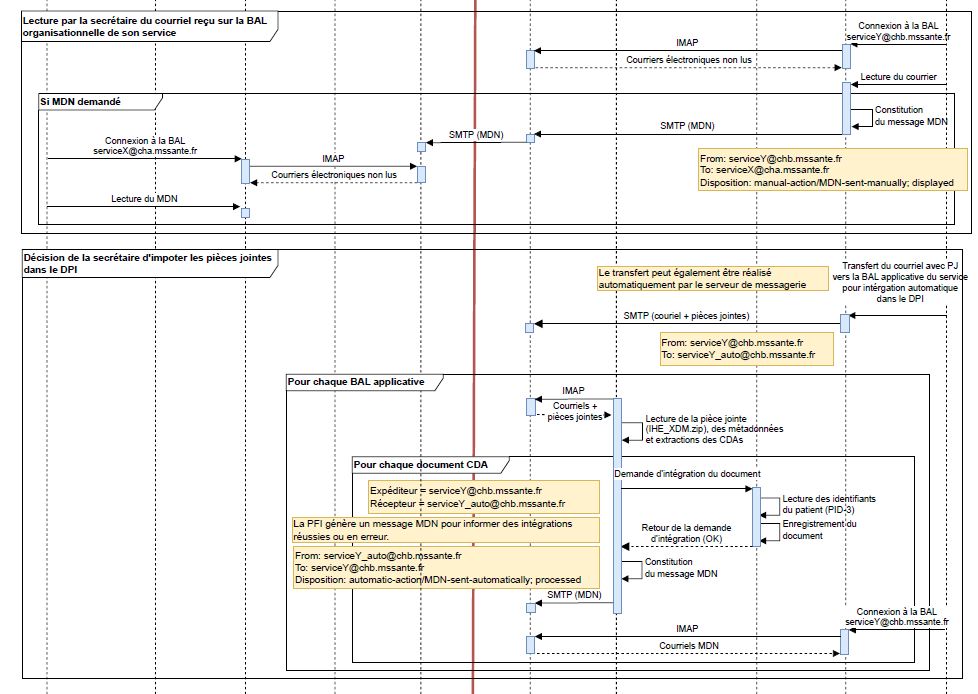 Lecture par la secrétaire du courriel reçu sur la BAL
organisationnelle de son service
Connexion à la BAL
serviceY@chb.mssante.fr
IMAP
Courriers électroniques non lus
Lecture du courrier
Si MDN demandé
Constitution
du message MDN
SMTP (MDN)
SMTP (MDN)
Connexion à la BAL
serviceX@cha.mssante.fr
IMAP
Courriers électroniques non lus
From: serviceY@chb.mssante.fr
To: serviceX@cha.mssante.fr
Disposition: manual-action/MDN-sent-manually; displayed
Lecture du MDN
Décision de la secrétaire d'impoter les pièces jointes
dans le DPI
Le transfert peut également être réalisé
automatiquement par le serveur de messagerie
Transfert du courriel avec PJ
vers la BAL applicative du service
pour intérgation automatique
dans le DPI
SMTP (couriel + pièces jointes)
From: serviceY@chb.mssante.fr
To: serviceY_auto@chb.mssante.fr
Pour chaque BAL applicative
IMAP
Courriels +
pièces jointes
Lecture de la pièce jointe
(IHE_XDM.zip), des métadonnées
et extractions des CDAs
Pour chaque document CDA
Demande d'intégration du document
Expéditeur = serviceY@chb.mssante.fr
Récepteur = serviceY_auto@chb.mssante.fr
Lecture des identifiants
du patient (PID-3)
La PFI génère un message MDN pour informer des intégrations
réussies ou en erreur.
Enregistrement du
document
Retour de la demande
d'intégration (OK)
From: serviceY_auto@chb.mssante.fr
To: serviceY@chb.mssante.fr
Disposition: automatic-action/MDN-sent-automatically; processed
Constitution
du message MDN
SMTP (MDN)
Connexion à la BAL
serviceY@chb.mssante.fr
IMAP
Courriels MDN